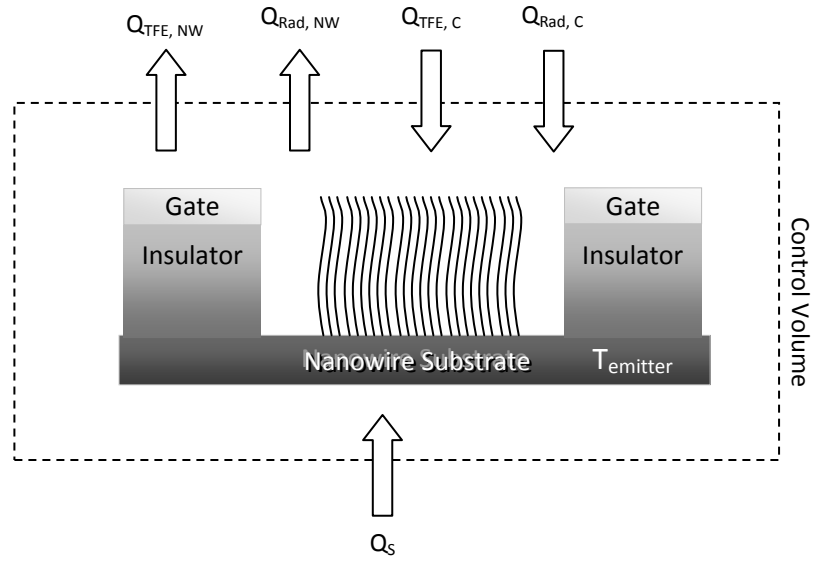 Q_TFE, NW
Q_Rad, NW
Q_TFE, C
Q_Rad, C
Gate
Gate
Insulator
Insulator
Nanowire Substrate
T_emitter
Control Volume
Q_S